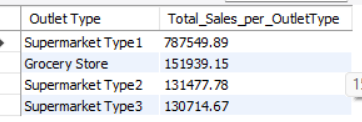 Outlet Type Total_Sales_per_OutletType
Supermarket Type1 787549.89
Grocery Store 151939.15
Supermarket Type2 131477.78
Supermarket Type3 130714.67